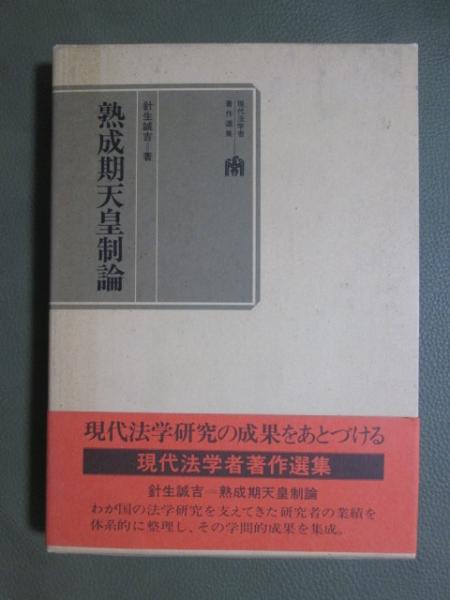 現代法学者
著作選集
針生誠吉＝著
熟成期天皇制論
現代法学研究の成果をあとづける
現代法学者著作選集
針生誠吉＝熟成期天皇制論
わが国の法学研究を支えてきた研究者の業績を
体系的に整理し、その学問的成果を集成。